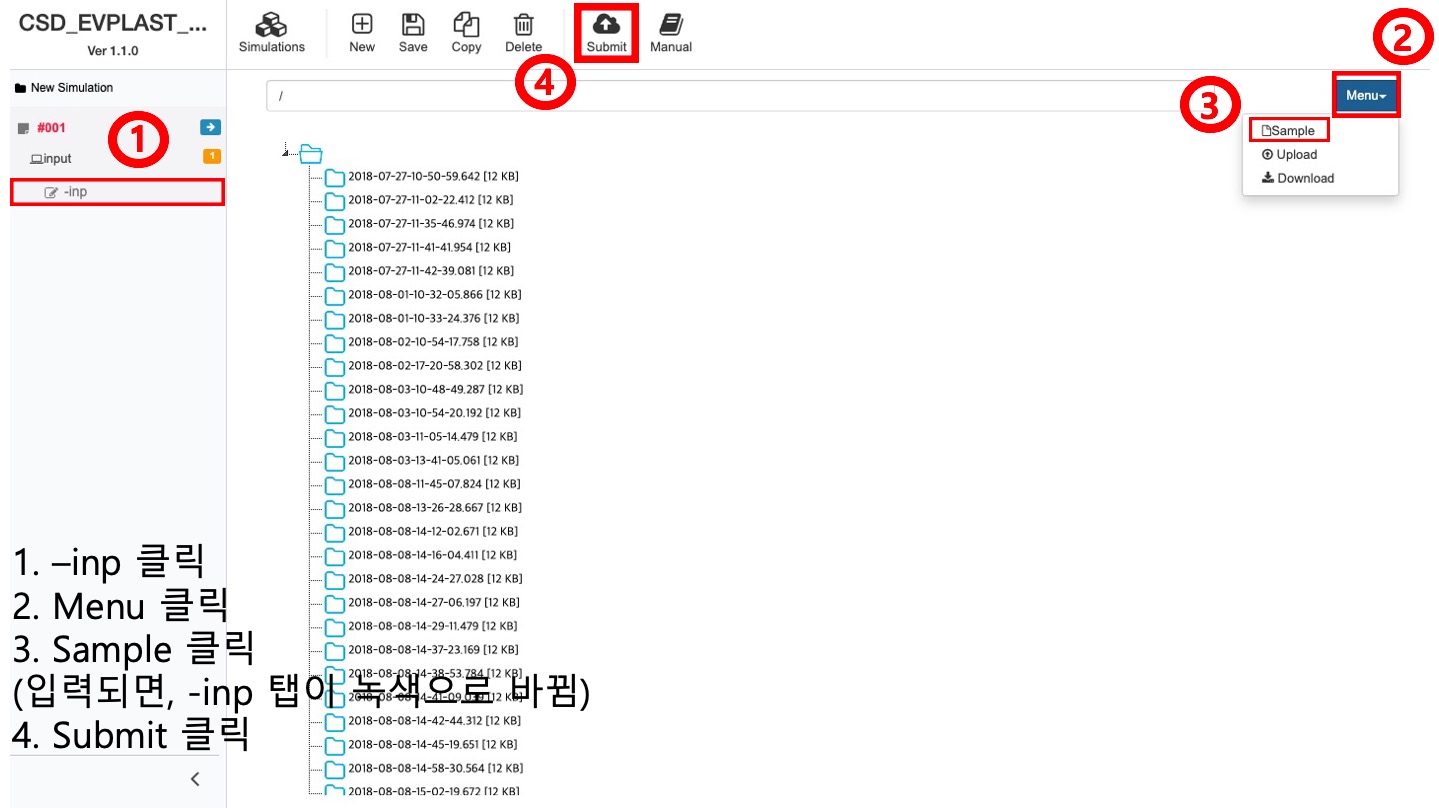 CSD_EVPLAST_...
Ver 1.1.0
Simulations
New
Save
Copy
Delete
Submit
Manual
2
4
3
1
New Simulation
#001
input
1
-inp
/
Menu
Sample
Upload
Download
2018-07-27-10-50-59.642 [12 KB]
2018-07-27-11-02-22.412 [12 KB]
2018-07-27-11-35-46.974 [12 KB]
2018-07-27-11-41-41.954 [12 KB]
2018-07-27-11-42-39.081 [12 KB]
2018-08-01-10-32-05.866 [12 KB]
2018-08-01-10-33-24.376 [12 KB]
2018-08-02-10-54-17.758 [12 KB]
2018-08-02-17-20-58.302 [12 KB]
2018-08-03-10-48-49.287 [12 KB]
2018-08-03-10-54-20.192 [12 KB]
2018-08-03-11-05-14.479 [12 KB]
2018-08-03-13-41-05.061 [12 KB]
2018-08-08-11-45-07.824 [12 KB]
2018-08-08-13-26-28.667 [12 KB]
2018-08-08-14-12-02.671 [12 KB]
2018-08-08-14-16-04.411 [12 KB]
2018-08-08-14-24-27.028 [12 KB]
2018-08-08-14-27-06.197 [12 KB]
2018-08-08-14-29-11.479 [12 KB]
2018-08-08-14-37-23.169 [12 KB]
2018-08-08-14-38-53.784 [12 KB]
2018-08-08-14-41-09.039 [12 KB]
2018-08-08-14-42-44.312 [12 KB]
2018-08-08-14-45-19.651 [12 KB]
2018-08-08-14-58-30.564 [12 KB]
2018-08-08-15-02-19.672 [12 KB]
1. –inp 클릭
2. Menu 클릭
3. Sample 클릭
(입력되면, -inp 탭이 녹색으로 바뀜)
4. Submit 클릭